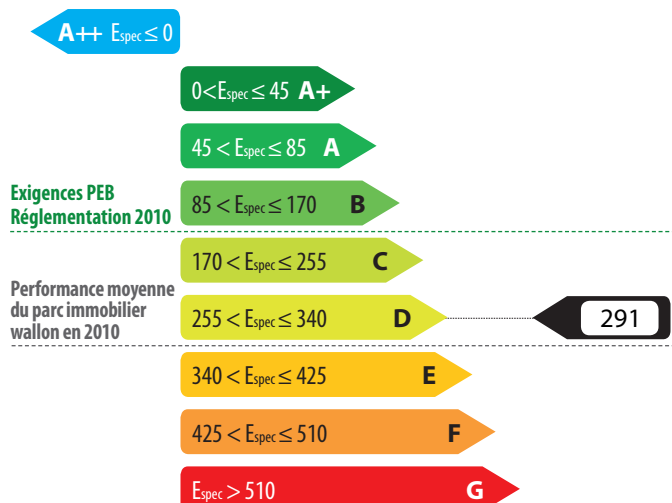 A++ Espec ≤ 0
0<Espec ≤ 45 A+
45 < Espec ≤ 85 A
Exigences PEB
Réglementation 2010
85 < Espec ≤ 170 B
170 < Espec ≤ 255 C
Performance moyenne
du parc immobilier
wallon en 2010
255 < Espec ≤ 340 D
291
340 < Espec ≤ 425 E
425 < Espec ≤ 510 F
Espec > 510 G